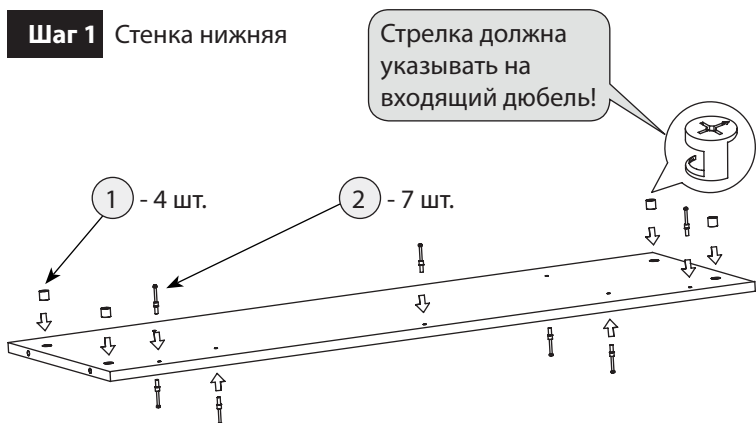 Шаг 1 Стенка нижняя
Стрелка должна
указывать на
входящий дюбель!
1 - 4 шт.
2 - 7 шт.